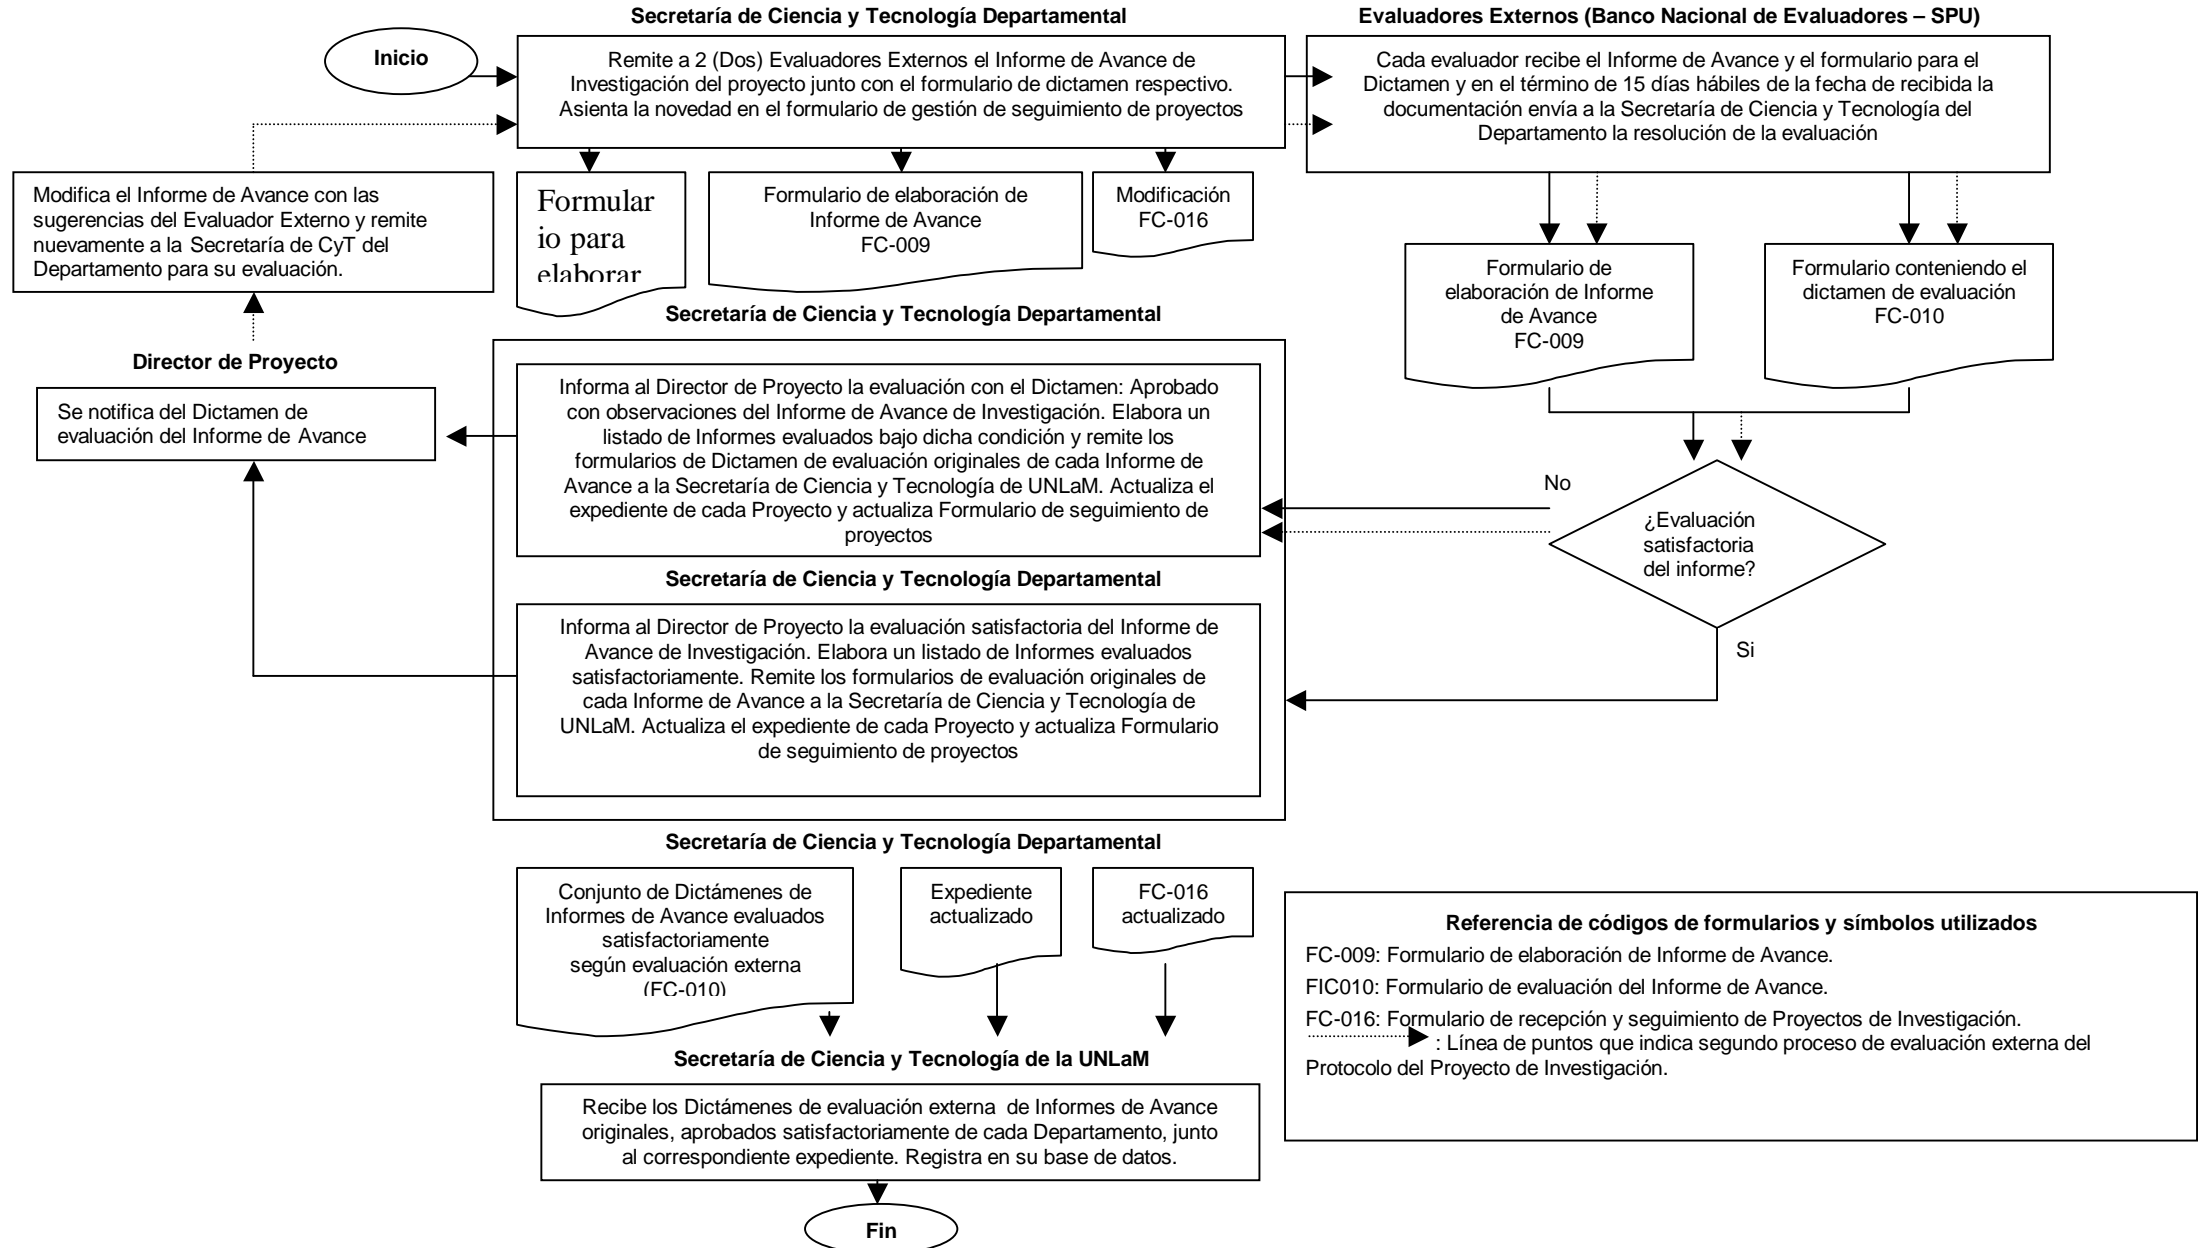 Secretaría de Ciencia y Tecnología Departamental
Evaluadores Externos (Banco Nacional de Evaluadores – SPU)
Inicio
Remite a 2 (Dos) Evaluadores Externos el Informe de Avance de
Investigación del proyecto junto con el formulario de dictamen respectivo.
Asienta la novedad en el formulario de gestión de seguimiento de proyectos
Cada evaluador recibe el Informe de Avance y el formulario para el
Dictamen y en el término de 15 días hábiles de la fecha de recibida la
documentación envía a la Secretaría de Ciencia y Tecnología del
Departamento la resolución de la evaluación
Modifica el Informe de Avance con las
sugerencias del Evaluador Externo y remite
nuevamente a la Secretaría de CyT del
Departamento para su evaluación.
Formular
io para
elaborar
Formulario de elaboración de
Informe de Avance
FC-009
Modificación
FC-016
Formulario de
elaboración de Informe
de Avance
FC-009
Formulario conteniendo el
dictamen de evaluación
FC-010
Secretaría de Ciencia y Tecnología Departamental
Director de Proyecto
Se notifica del Dictamen de
evaluación del Informe de Avance
Informa al Director de Proyecto la evaluación con el Dictamen: Aprobado
con observaciones del Informe de Avance de Investigación. Elabora un
listado de Informes evaluados bajo dicha condición y remite los
formularios de Dictamen de evaluación originales de cada Informe de
Avance a la Secretaría de Ciencia y Tecnología de UNLaM. Actualiza el
expediente de cada Proyecto y actualiza Formulario de seguimiento de
proyectos
No
¿Evaluación
satisfactoria
del informe?
Si
Secretaría de Ciencia y Tecnología Departamental
Informa al Director de Proyecto la evaluación satisfactoria del Informe de
Avance de Investigación. Elabora un listado de Informes evaluados
satisfactoriamente. Remite los formularios de evaluación originales de
cada Informe de Avance a la Secretaría de Ciencia y Tecnología de
UNLaM. Actualiza el expediente de cada Proyecto y actualiza Formulario
de seguimiento de proyectos
Secretaría de Ciencia y Tecnología Departamental
Conjunto de Dictámenes de
Informes de Avance evaluados
satisfactoriamente
según evaluación externa
(FC-010)
Expediente
actualizado
FC-016
actualizado
Referencia de códigos de formularios y símbolos utilizados
FC-009: Formulario de elaboración de Informe de Avance.
FIC010: Formulario de evaluación del Informe de Avance.
FC-016: Formulario de recepción y seguimiento de Proyectos de Investigación.
: Línea de puntos que indica segundo proceso de evaluación externa del
Protocolo del Proyecto de Investigación.
Secretaría de Ciencia y Tecnología de la UNLaM
Recibe los Dictámenes de evaluación externa de Informes de Avance
originales, aprobados satisfactoriamente de cada Departamento, junto
al correspondiente expediente. Registra en su base de datos.
Fin